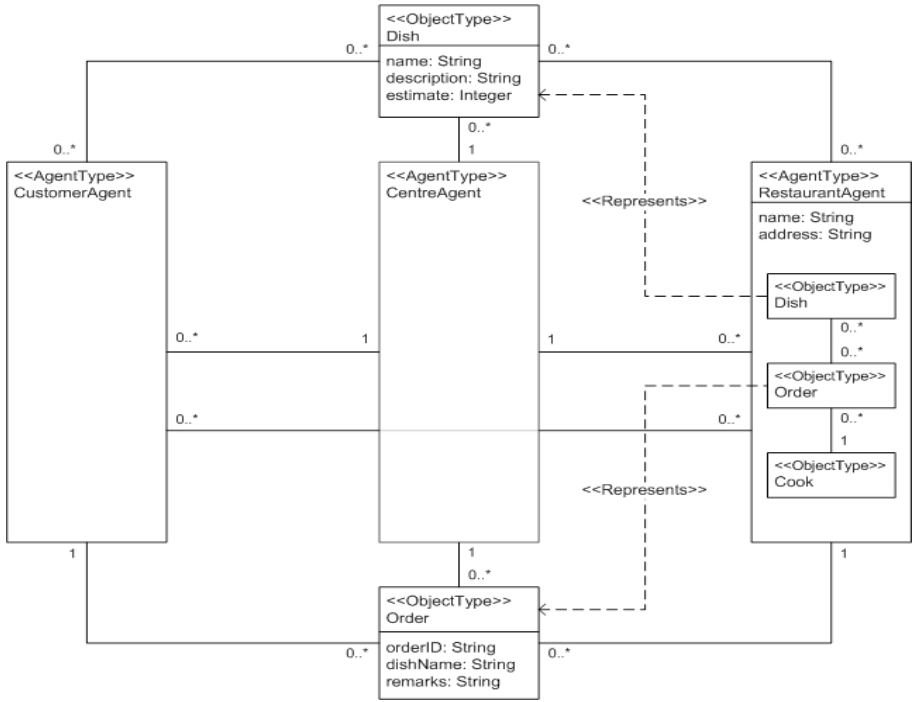 <<ObjectType>>
Dish
name: String
description: String
estimate: Integer
0..*
0..*
0..*
1
0..*
0..*
<<AgentType>>
CustomerAgent
<<AgentType>>
CentreAgent
<<AgentType>>
RestaurantAgent
name: String
address: String
<<Represents>>
<<ObjectType>>
Dish
0..*
0..*
<<ObjectType>>
Order
0..*
1
<<ObjectType>>
Cook
0..*
1
1
0..*
0..*
0..*
<<Represents>>
1
1
0..*
1
<<ObjectType>>
Order
orderID: String
dishName: String
remarks: String
0..*
0..*